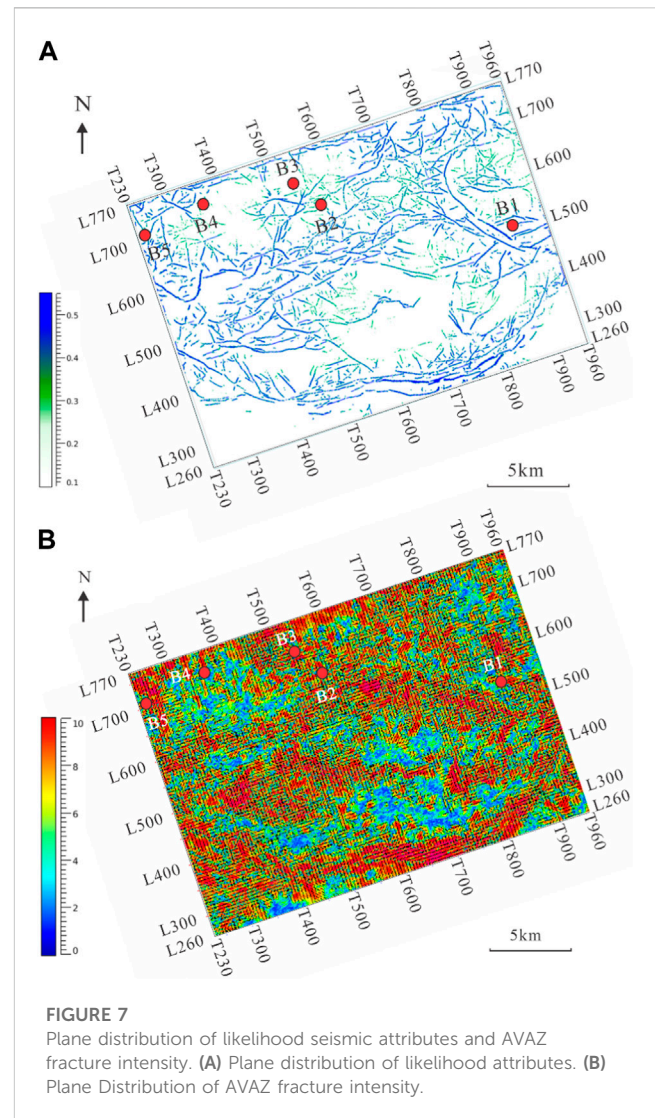 A
N
T230
T300
T400
T500
T600
T700
T800
T900
T960
L770
L700
L600
L500
L400
L300
L260
L770
L700
L600
L500
L400
L300
L260
T230
T300
T400
T500
T600
T700
T800
T900
T960
B3
B4
B2
B1
B5
0.5
0.4
0.3
0.2
0.1
5km
B
N
T230
T300
T400
T500
T600
T700
T800
T900
T960
L770
L700
L600
L500
L400
L300
L260
L770
L700
L600
L500
L400
L300
L260
T230
T300
T400
T500
T600
T700
T800
T900
T960
B3
B4
B2
B1
B5
10
8
6
4
2
0
5km
FIGURE 7
Plane distribution of likelihood seismic attributes and AVAZ
fracture intensity. (A) Plane distribution of likelihood attributes. (B)
Plane Distribution of AVAZ fracture intensity.